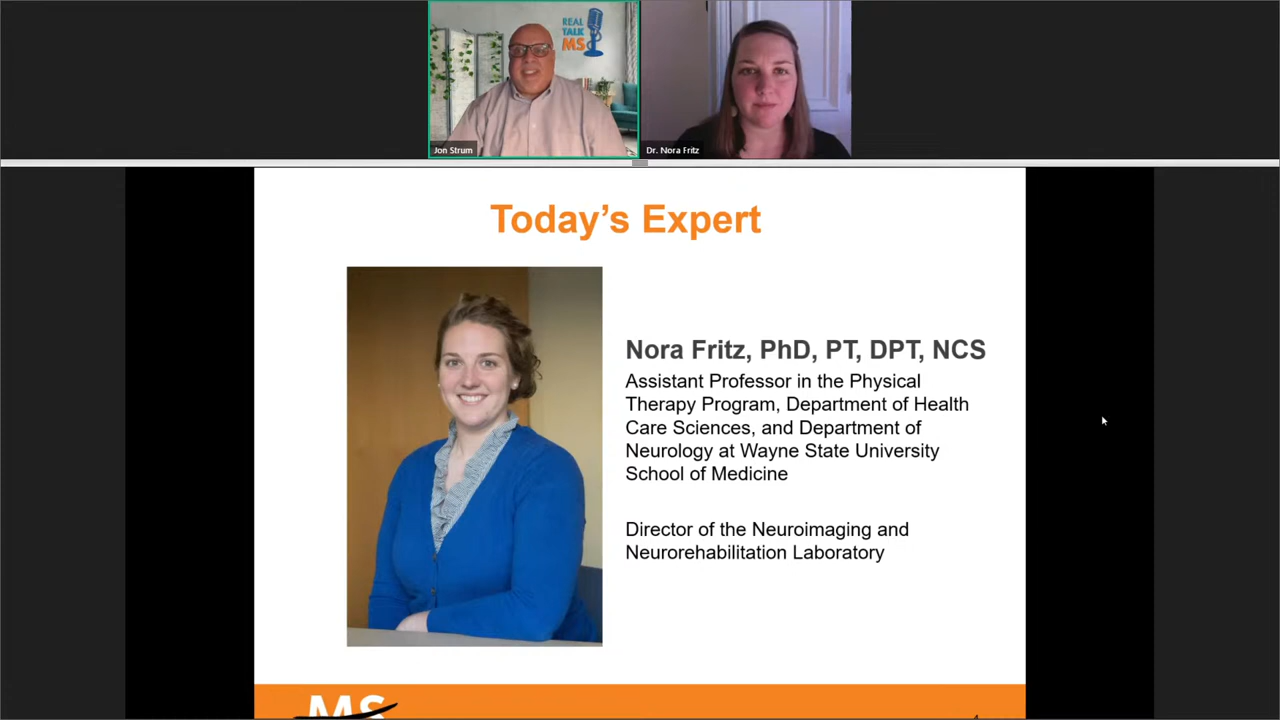 REAL
TALK
MS
Jon Strum
Dr. Nora Fritz
Today's Expert
Nora Fritz, PhD, PT, DPT, NCS
Assistant Professor in the Physical
Therapy Program, Department of Health
Care Sciences, and Department of
Neurology at Wayne State University
School of Medicine
Director of the Neuroimaging and
Neurorehabilitation Laboratory
MS